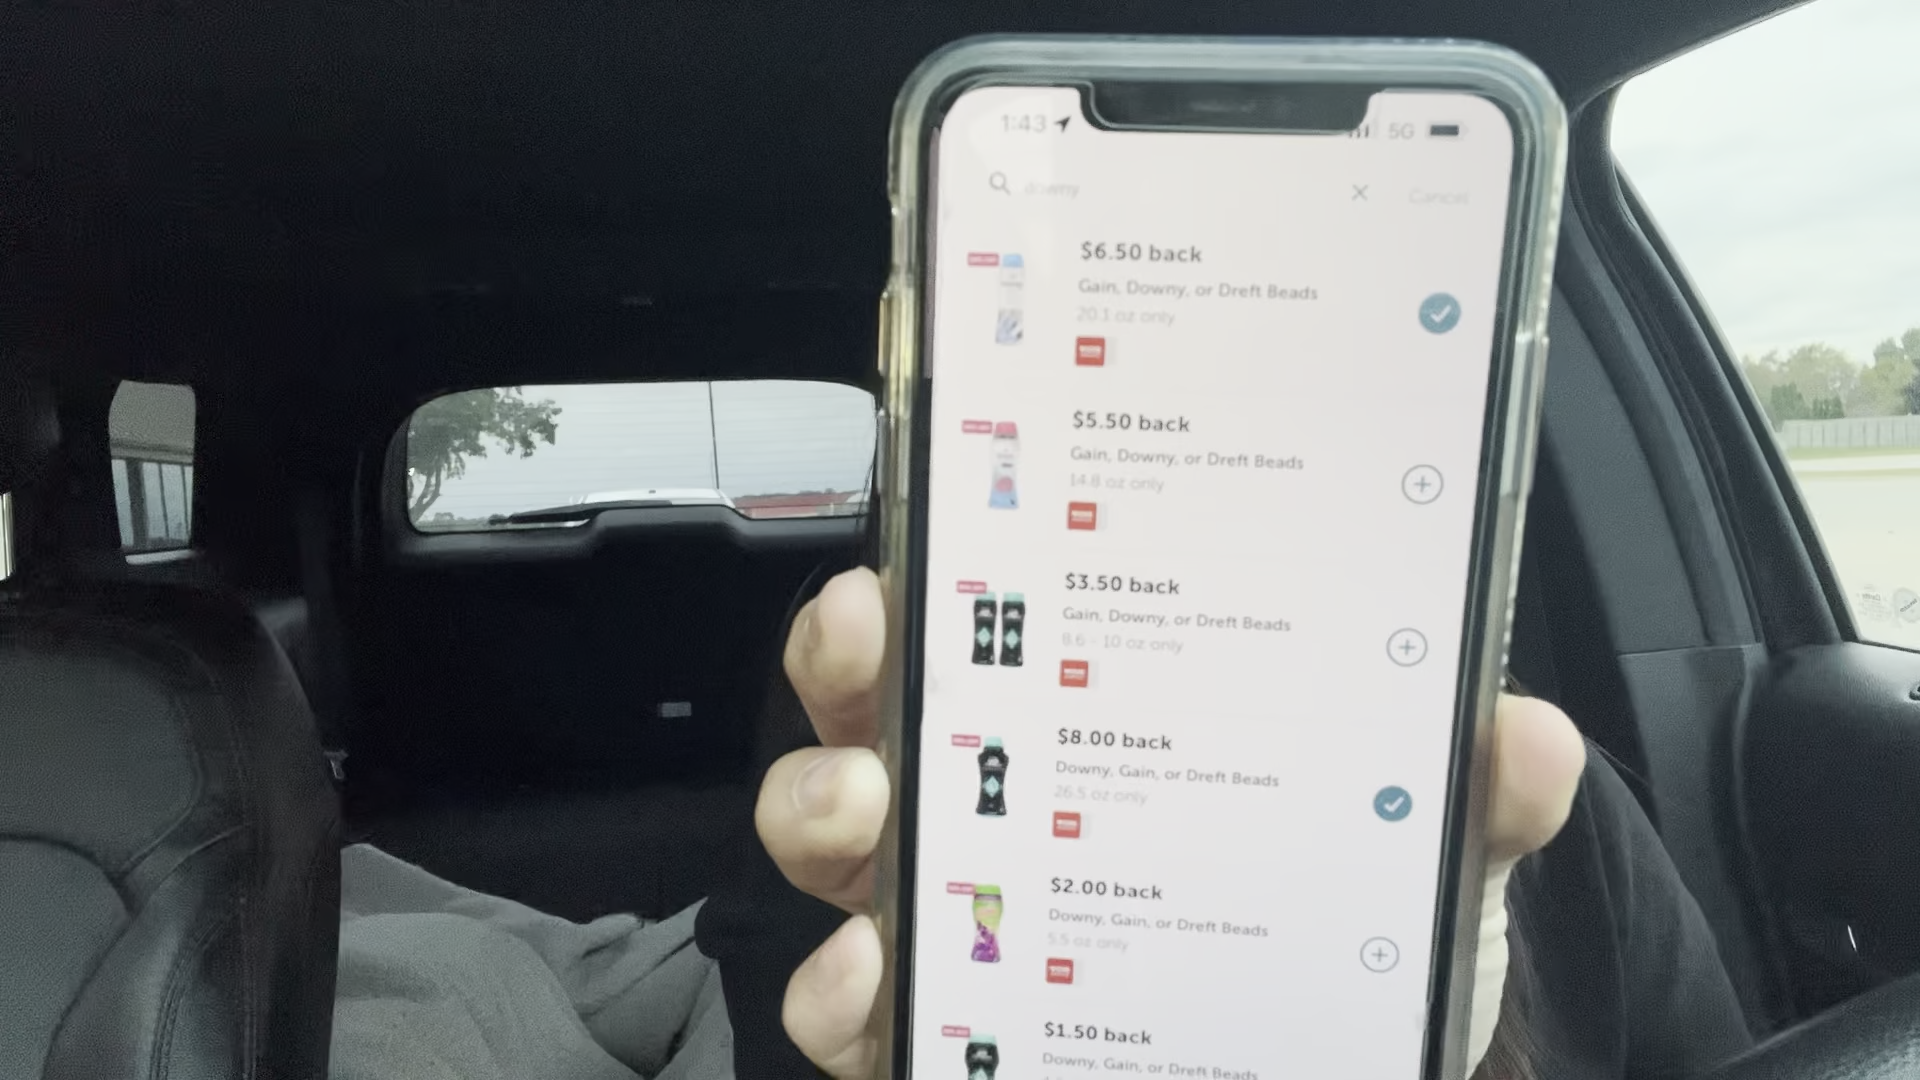 1:43 5G
downy Cancel
$6.50 back
Gain, Downy, or Dreft Beads
20.1 oz only
$5.50 back
Gain, Downy, or Dreft Beads
14.8 oz only
$3.50 back
Gain, Downy, or Dreft Beads
8.6 - 10 oz only
$8.00 back
Downy, Gain, or Dreft Beads
26.5 oz only
$2.00 back
Downy, Gain, or Dreft Beads
5.5 oz only
$1.50 back
Downy, Gain, or Dreft Beads